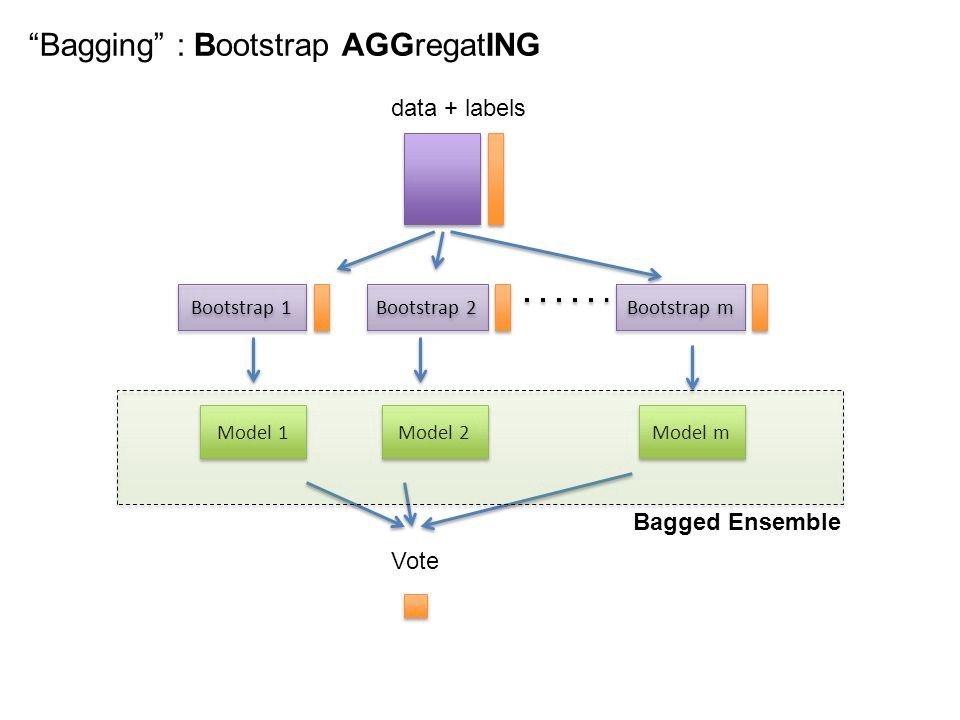 “Bagging” : Bootstrap AGGregatING
data + labels
Bootstrap 1
Bootstrap 2
......
Bootstrap m
Model 1
Model 2
Model m
Bagged Ensemble
Vote